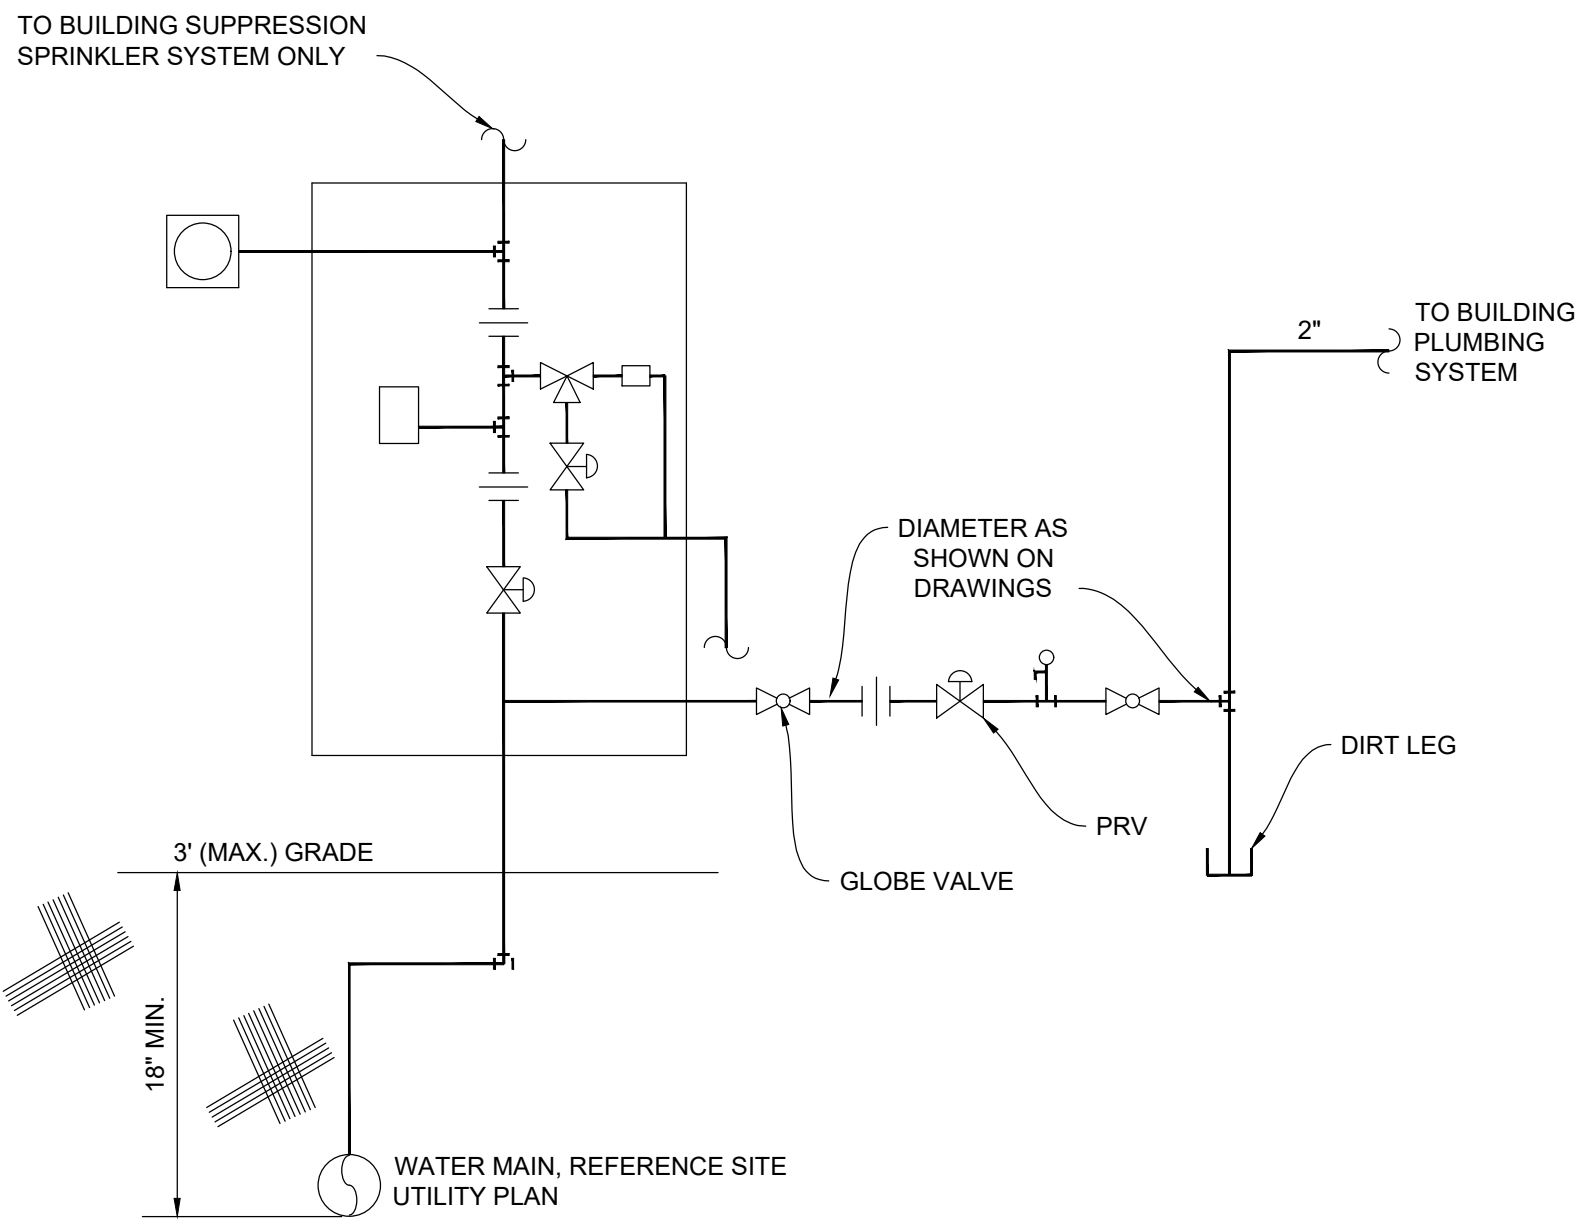 TO BUILDING SUPPRESSION
SPRINKLER SYSTEM ONLY
2"
TO BUILDING
PLUMBING
SYSTEM
DIAMETER AS
SHOWN ON
DRAWINGS
DIRT LEG
PRV
GLOBE VALVE
3' (MAX.) GRADE
18" MIN.
WATER MAIN, REFERENCE SITE
UTILITY PLAN